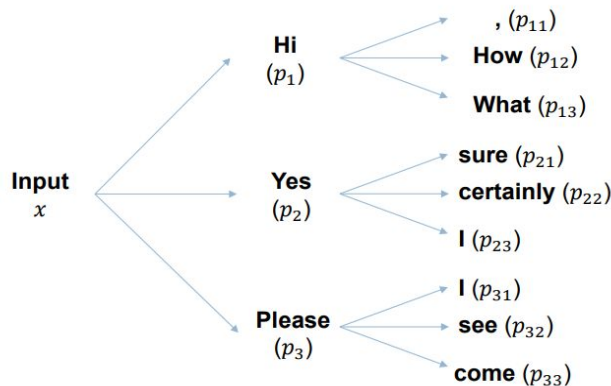 Input
x
Hi
(p₁)
, (p₁₁)
How (p₁₂)
What (p₁₃)
Yes
(p₂)
sure (p₂₁)
certainly (p₂₂)
I (p₂₃)
Please
(p₃)
I (p₃₁)
see (p₃₂)
come (p₃₃)